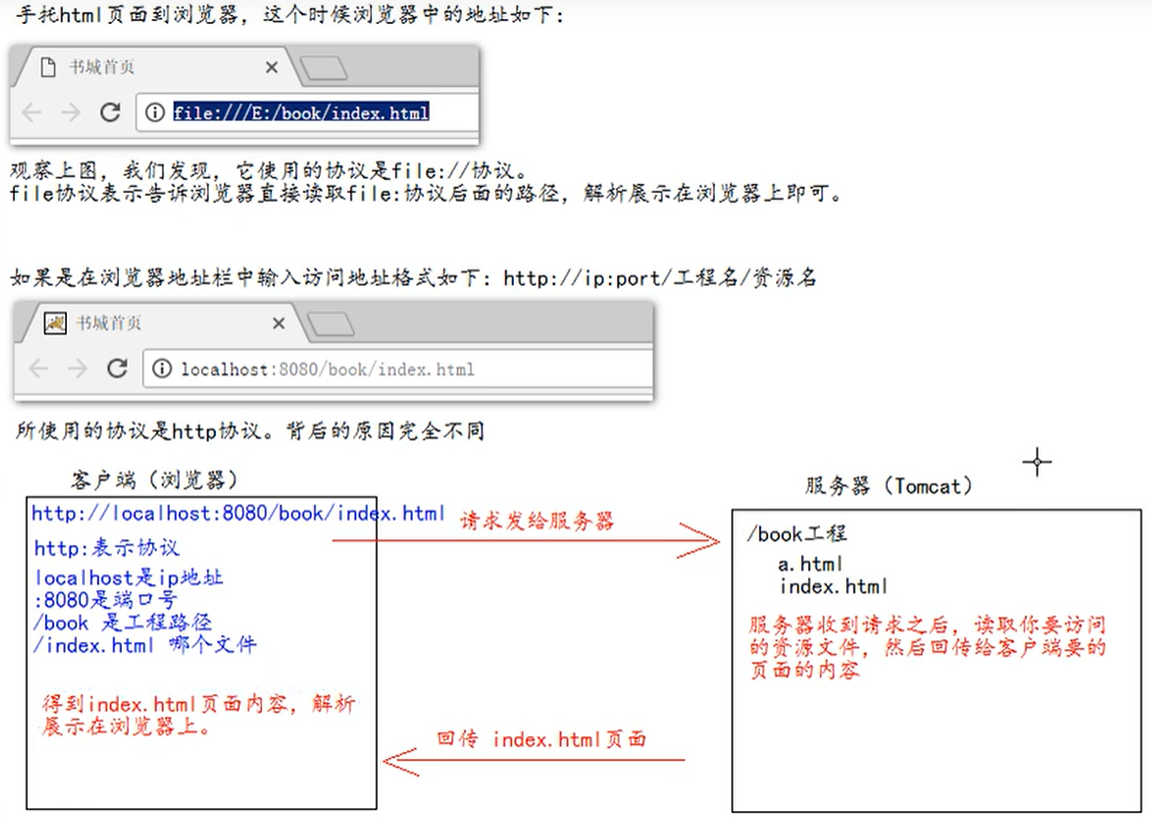 手托html页面到浏览器，这个时候浏览器中的地址如下：
书城首页
file:///E:/book/index.html
观察上图，我们发现，它使用的协议是file://协议。
file协议表示告诉浏览器直接读取file:协议后面的路径，解析展示在浏览器上即可。
如果是在浏览器地址栏中输入访问地址格式如下：http://ip:port/工程名/资源名
书城首页
localhost:8080/book/index.html
所使用的协议是http协议。背后的原因完全不同
客户端（浏览器）
http://localhost:8080/book/index.html
http:表示协议
localhost是ip地址
:8080是端口号
/book 是工程路径
/index.html 哪个文件
得到index.html页面内容，解析
展示在浏览器上。
请求发给服务器
回传 index.html页面
服务器（Tomcat）
/book工程
a.html
index.html
服务器收到请求之后，读取你要访问
的资源文件，然后回传给客户端要的
页面的内容